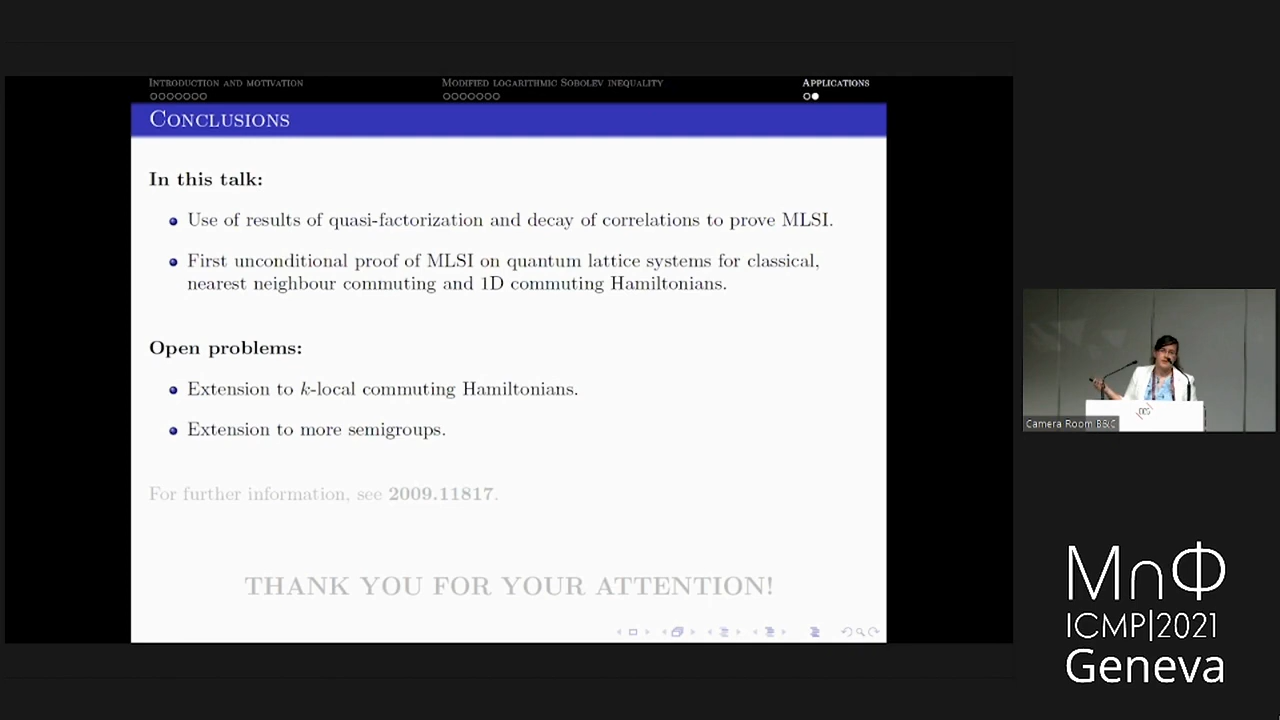 Introduction and motivation
Modified logarithmic Sobolev inequality
Applications
Conclusions
In this talk:
Use of results of quasi-factorization and decay of correlations to prove MLSI.
First unconditional proof of MLSI on quantum lattice systems for classical,
nearest neighbour commuting and 1D commuting Hamiltonians.
Open problems:
Extension to k-local commuting Hamiltonians.
Extension to more semigroups.
For further information, see 2009.11817.
THANK YOU FOR YOUR ATTENTION!
Camera Room B&C
MnΦ
ICMP|2021
Geneva